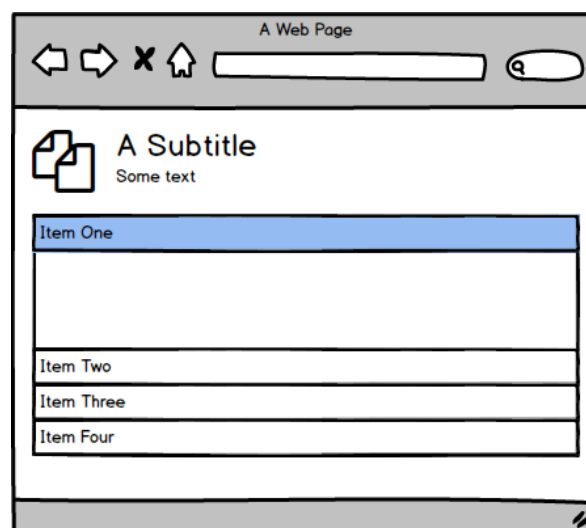 A Web Page
A Subtitle
Some text
Item One
Item Two
Item Three
Item Four